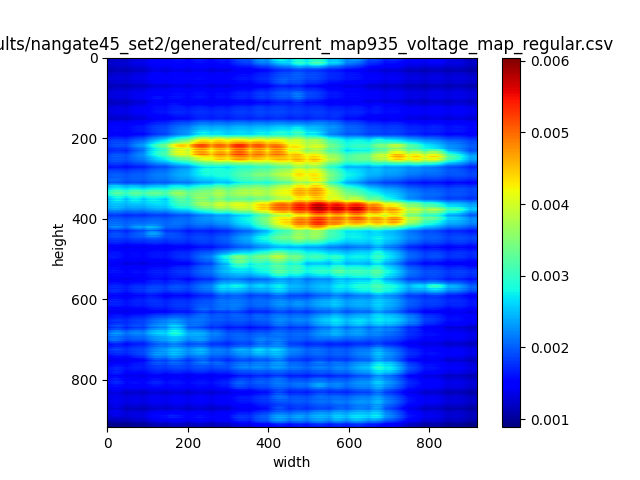 ults/nangate45_set2/generated/current_map935_voltage_map_regular.csv
0
200
400
600
800
height
0 200 400 600 800
width
0.006
0.005
0.004
0.003
0.002
0.001